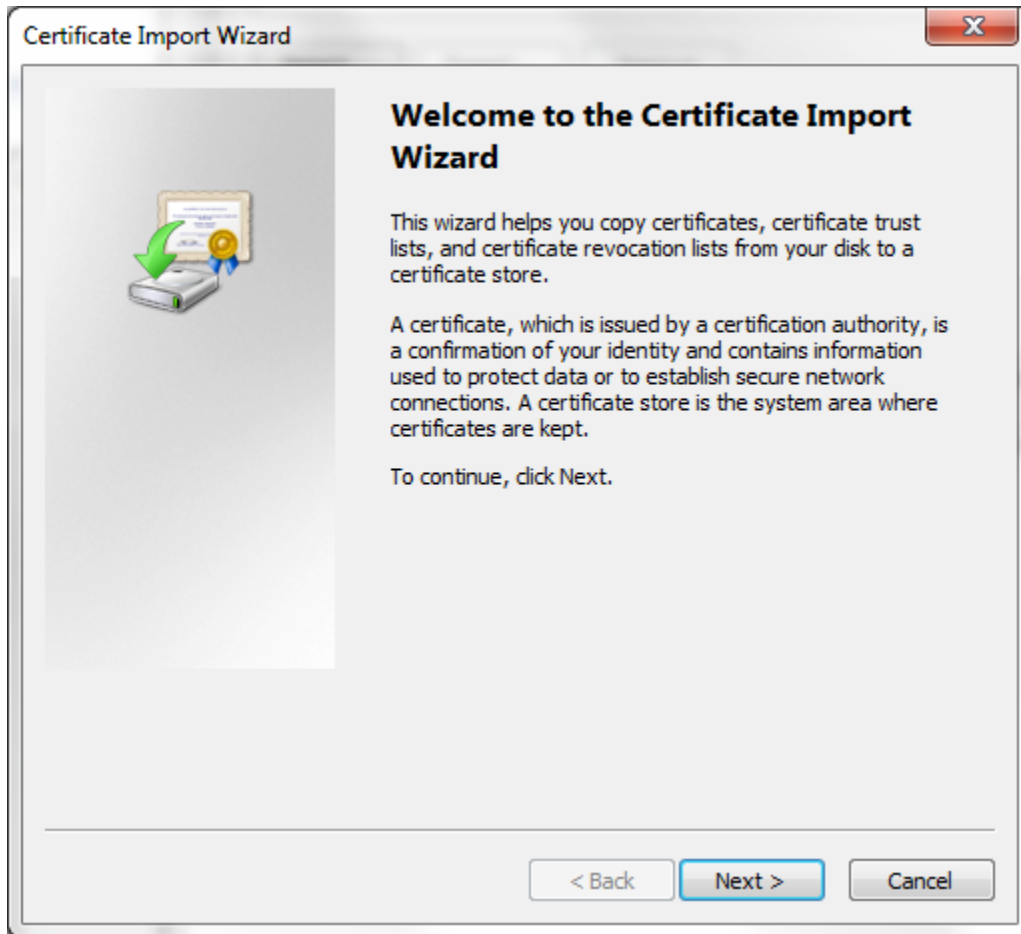 Certificate Import Wizard
Welcome to the Certificate Import
Wizard
This wizard helps you copy certificates, certificate trust
lists, and certificate revocation lists from your disk to a
certificate store.
A certificate, which is issued by a certification authority, is
a confirmation of your identity and contains information
used to protect data or to establish secure network
connections. A certificate store is the system area where
certificates are kept.
To continue, click Next.
< Back
Next >
Cancel